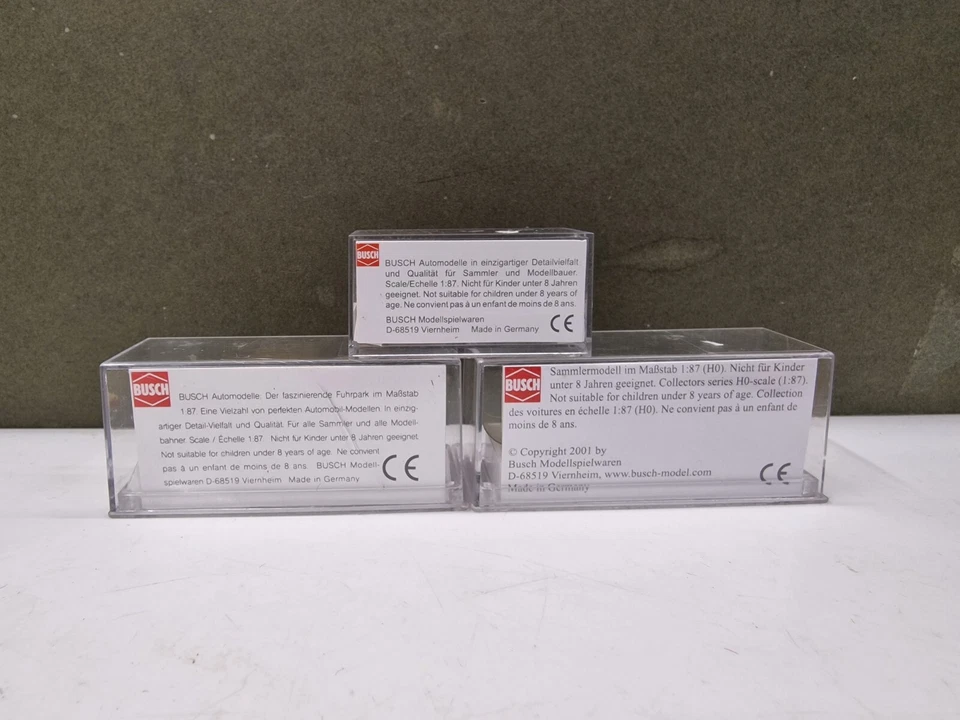 BUSCH
BUSCH Automodelle in einzigartiger Detailvielfalt
und Qualität für Sammler und Modellbauer.
Scale/Echelle 1:87. Nicht für Kinder unter 8 Jahren
geeignet. Not suitable for children under 8 years of
age. Ne convient pas à un enfant de moins de 8 ans.
BUSCH Modellspielwaren
D-68519 Viernheim Made in Germany CE
BUSCH
BUSCH Automodelle. Der faszinierende Fuhrpark im Maßstab
1:87. Eine Vielzahl von perfekten Automobil-Modellen. In einzig-
artiger Detail-Vielfalt und Qualität. Für alle Sammler und alle Modell-
bahner. Scale / Échelle 1:87. Nicht für Kinder unter 8 Jahren geeignet.
Not suitable for children under 8 years of age. Ne convient
pas à un enfant de moins de 8 ans. BUSCH Modell-
spielwaren D-68519 Viernheim Made in Germany CE
BUSCH
Sammlermodell im Maßstab 1:87 (H0). Nicht für Kinder
unter 8 Jahren geeignet. Collectors series H0-scale (1:87).
Not suitable for children under 8 years of age. Collection
des voitures en échelle 1:87 (H0). Ne convient pas à un enfant de
moins de 8 ans.
© Copyright 2001 by
Busch Modellspielwaren
D-68519 Viernheim, www.busch-model.com
Made in Germany CE